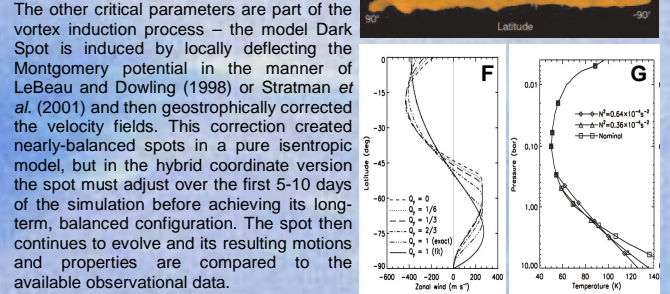 The other critical parameters are part of the
vortex induction process – the model Dark
Spot is induced by locally deflecting the
Montgomery potential in the manner of
LeBeau and Dowling (1998) or Stratman et
al. (2001) and then geostrophically corrected
the velocity fields. This correction created
nearly-balanced spots in a pure isentropic
model, but in the hybrid coordinate version
the spot must adjust over the first 5-10 days
of the simulation before achieving its long-
term, balanced configuration. The spot then
continues to evolve and its resulting motions
and properties are compared to the
available observational data.
90°
Latitude
-90°
F
Latitude (deg)
0
-15
-30
-45
-60
-75
-90
Qy = 0
1/6
Qy = 1/3
Qy = 2/3
Qy = 1 (exact)
Qy = 1 (fit)
-600 -400 -200 0 200 400
Zonal wind (m s⁻¹)
G
Pressure (bar)
0.01
0.10
1.00
10.00
N²=0.64×10⁻⁴s⁻²
N²=0.36×10⁻⁴s⁻²
Nominal
40 60 80 100 120 140
Temperature (K)